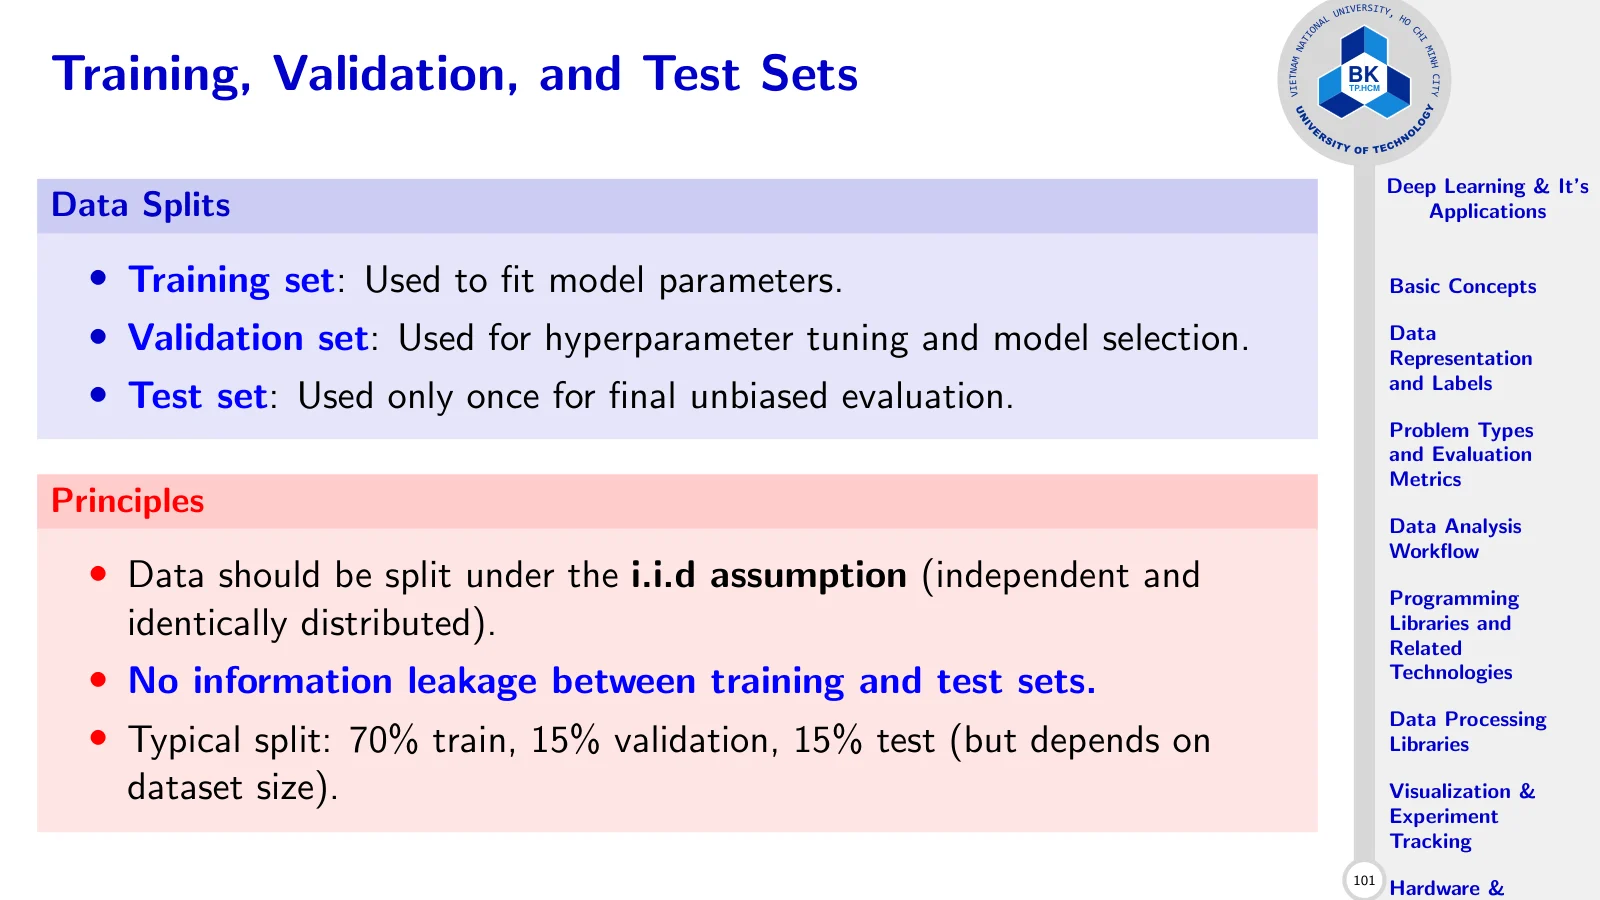 Training, Validation, and Test Sets
Data Splits
• Training set: Used to fit model parameters.
• Validation set: Used for hyperparameter tuning and model selection.
• Test set: Used only once for final unbiased evaluation.
Principles
• Data should be split under the i.i.d assumption (independent and
identically distributed).
• No information leakage between training and test sets.
• Typical split: 70% train, 15% validation, 15% test (but depends on
dataset size).
VIETNAM NATIONAL UNIVERSITY, HO CHI MINH CITY
BK
TP.HCM
UNIVERSITY OF TECHNOLOGY
Deep Learning & It's
Applications
Basic Concepts
Data
Representation
and Labels
Problem Types
and Evaluation
Metrics
Data Analysis
Workflow
Programming
Libraries and
Related
Technologies
Data Processing
Libraries
Visualization &
Experiment
Tracking
Hardware &
101